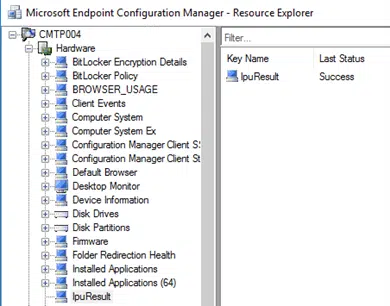 Microsoft Endpoint Configuration Manager - Resource Explorer
CMTP004
Hardware
BitLocker Encryption Details
BitLocker Policy
BROWSER_USAGE
Client Events
Computer System
Computer System Ex
Configuration Manager Client SS
Configuration Manager Client St
Default Browser
Desktop Monitor
Device Information
Disk Drives
Disk Partitions
Firmware
Folder Redirection Health
Installed Applications
Installed Applications (64)
IpuResult
Filter...
Key Name Last Status
IpuResult Success